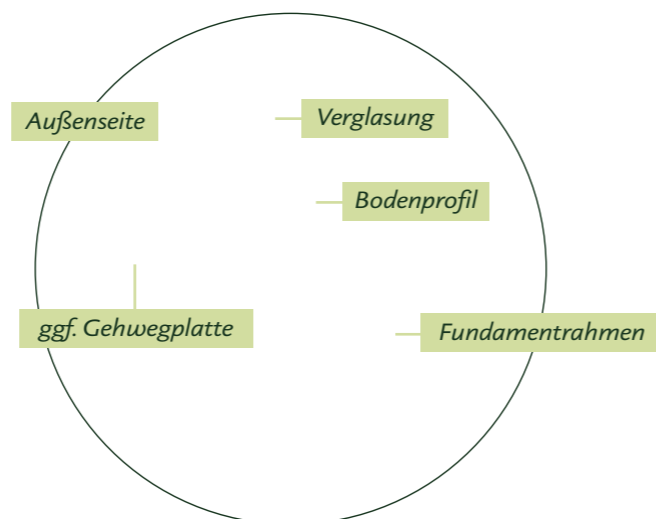 Außenseite
Verglasung
Bodenprofil
ggf. Gehwegplatte
Fundamentrahmen